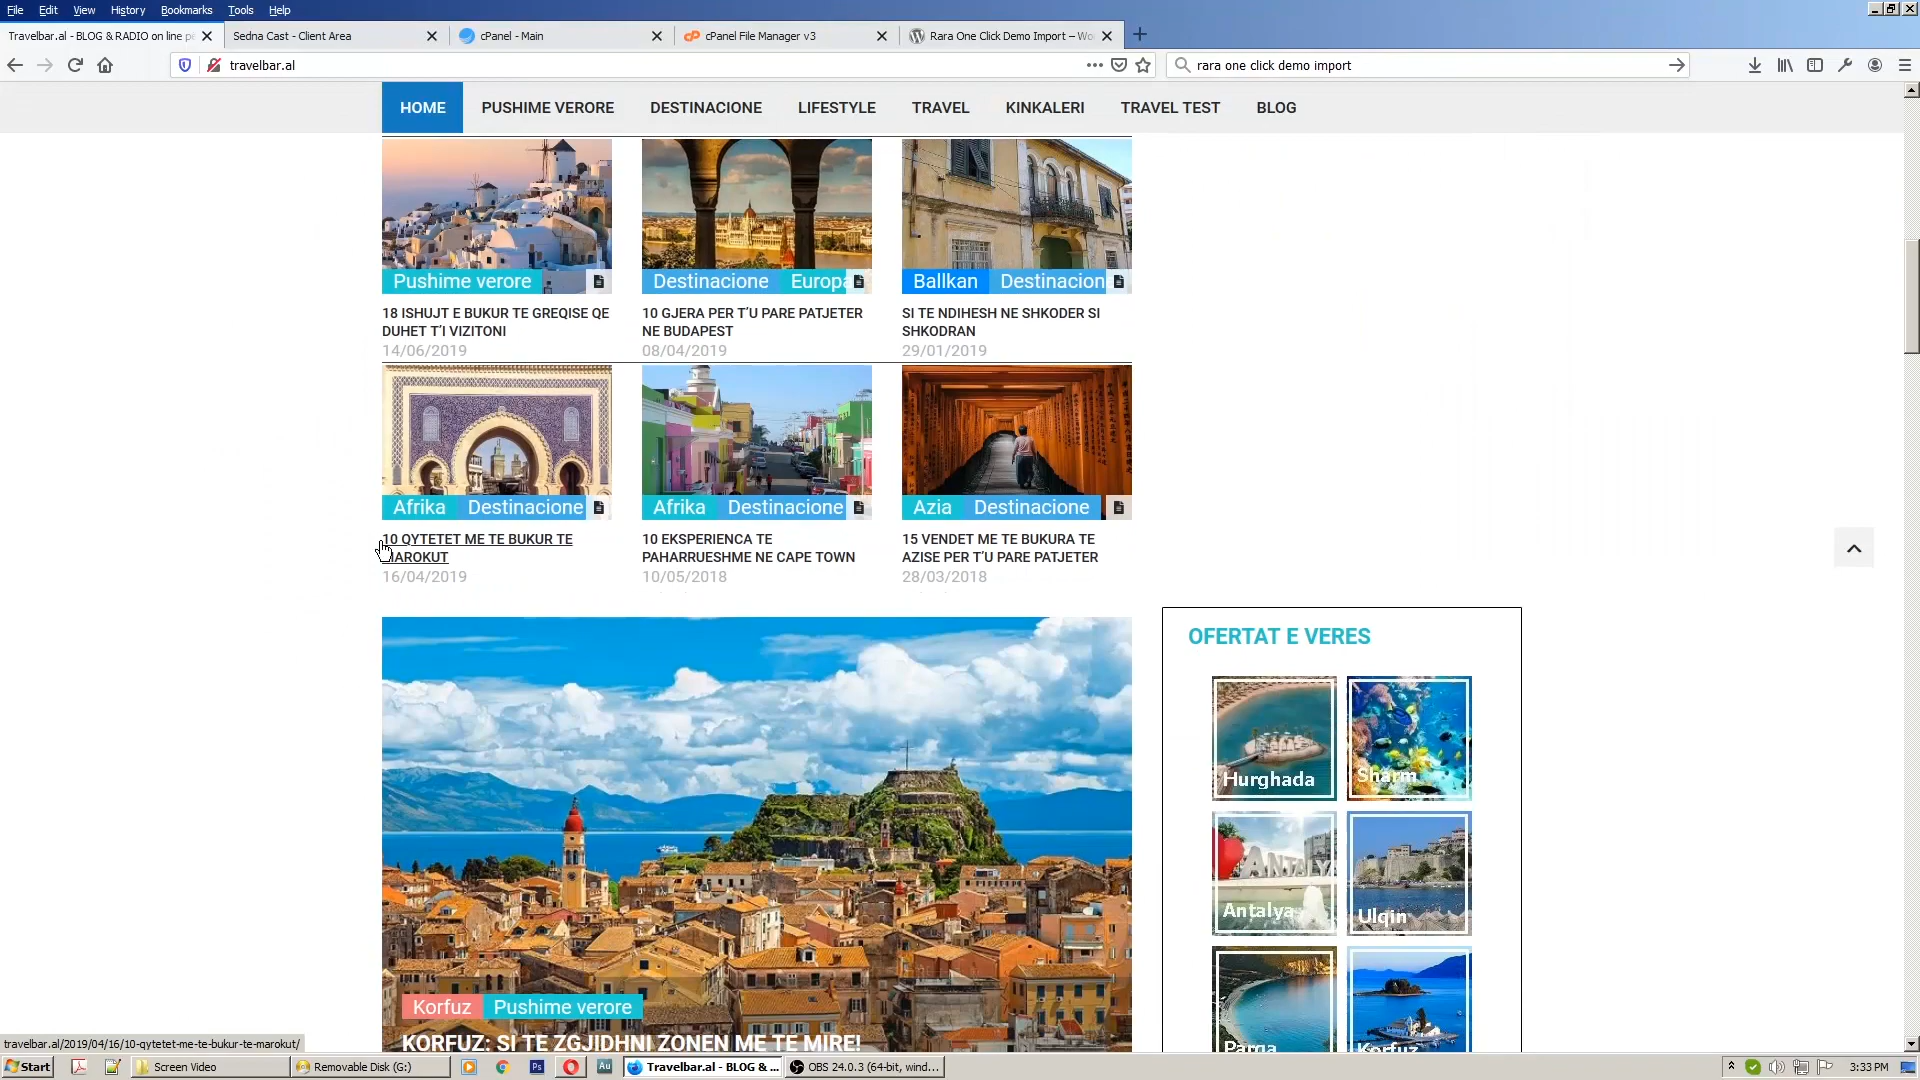 File Edit View History Bookmarks Tools Help
Travelbar.al - BLOG & RADIO on line pe
Sedna Cast - Client Area
cPanel - Main
cPanel File Manager v3
Rara One Click Demo Import – Wo
travelbar.al
rara one click demo import
HOME PUSHIME VERORE DESTINACIONE LIFESTYLE TRAVEL KINKALERI TRAVEL TEST BLOG
Pushime verore
Destinacione Europa
Ballkan Destinacion
18 ISHUJT E BUKUR TE GREQISE QE
DUHET T’I VIZITONI
14/06/2019
10 GJERA PER T’U PARE PATJETER
NE BUDAPEST
08/04/2019
SI TE NDIHESH NE SHKODER SI
SHKODRAN
29/01/2019
Afrika Destinacione
Afrika Destinacione
Azia Destinacione
10 QYTETET ME TE BUKUR TE
MAROKUT
16/04/2019
10 EKSPERIENCA TE
PAHARRUESHME NE CAPE TOWN
10/05/2018
15 VENDET ME TE BUKURA TE
AZISE PER T’U PARE PATJETER
28/03/2018
Korfuz Pushime verore
KORFUZ: SI TE ZGJIDHNI ZONEN ME TE MIRE!
OFERTAT E VERES
Hurghada
Sharm
ANTALYA
Antalya
Ulqin
Parga
Korfuz
travelbar.al/2019/04/16/10-qytetet-me-te-bukur-te-marokut/
Start
Screen Video
Removable Disk (G:)
Ps
Au
Travelbar.al - BLOG & ...
OBS 24.0.3 (64-bit, wind...
3:33 PM